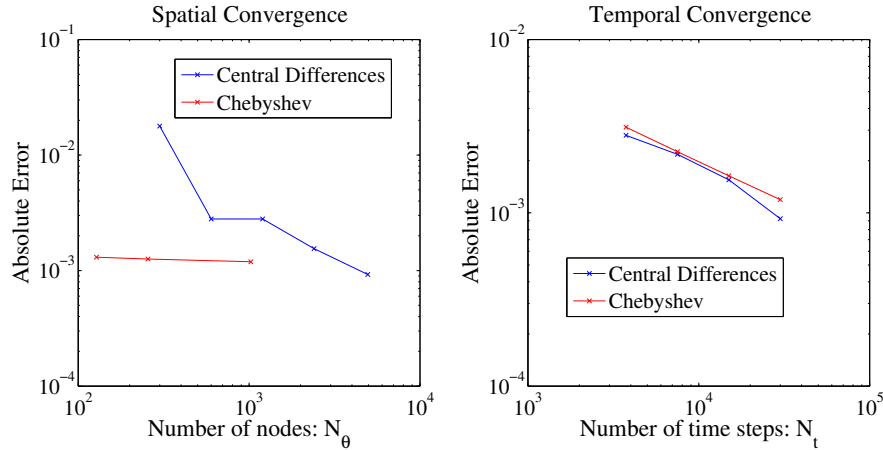 Spatial Convergence
10^−1
10^−2
10^−3
10^−4
Absolute Error
Central Differences
Chebyshev
10^2
10^3
10^4
Number of nodes: N_θ
Temporal Convergence
10^−2
10^−3
10^−4
Absolute Error
Central Differences
Chebyshev
10^3
10^4
10^5
Number of time steps: N_t